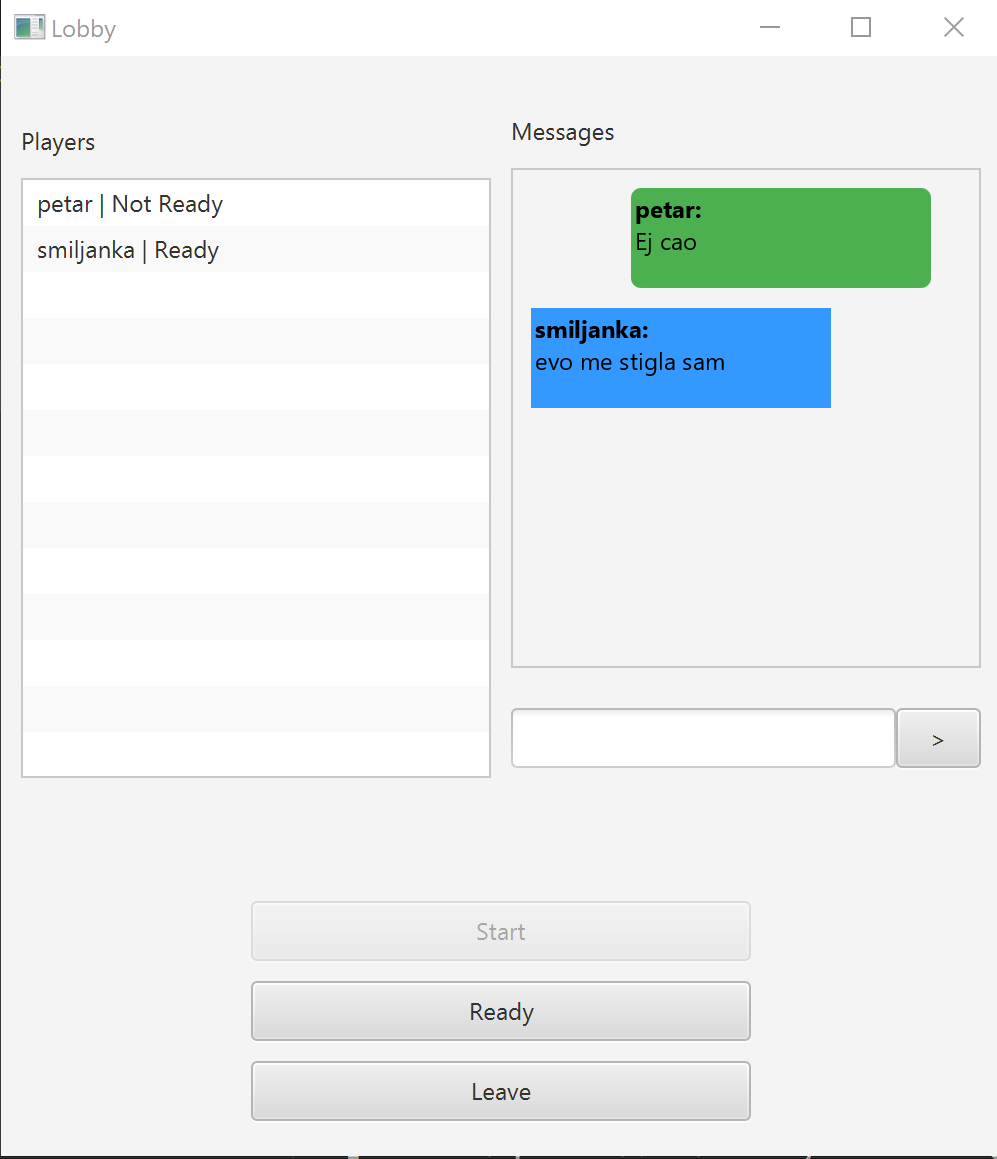 Lobby
Players
petar | Not Ready
smiljanka | Ready
Messages
petar:
Ej cao
smiljanka:
evo me stigla sam
>
Start
Ready
Leave